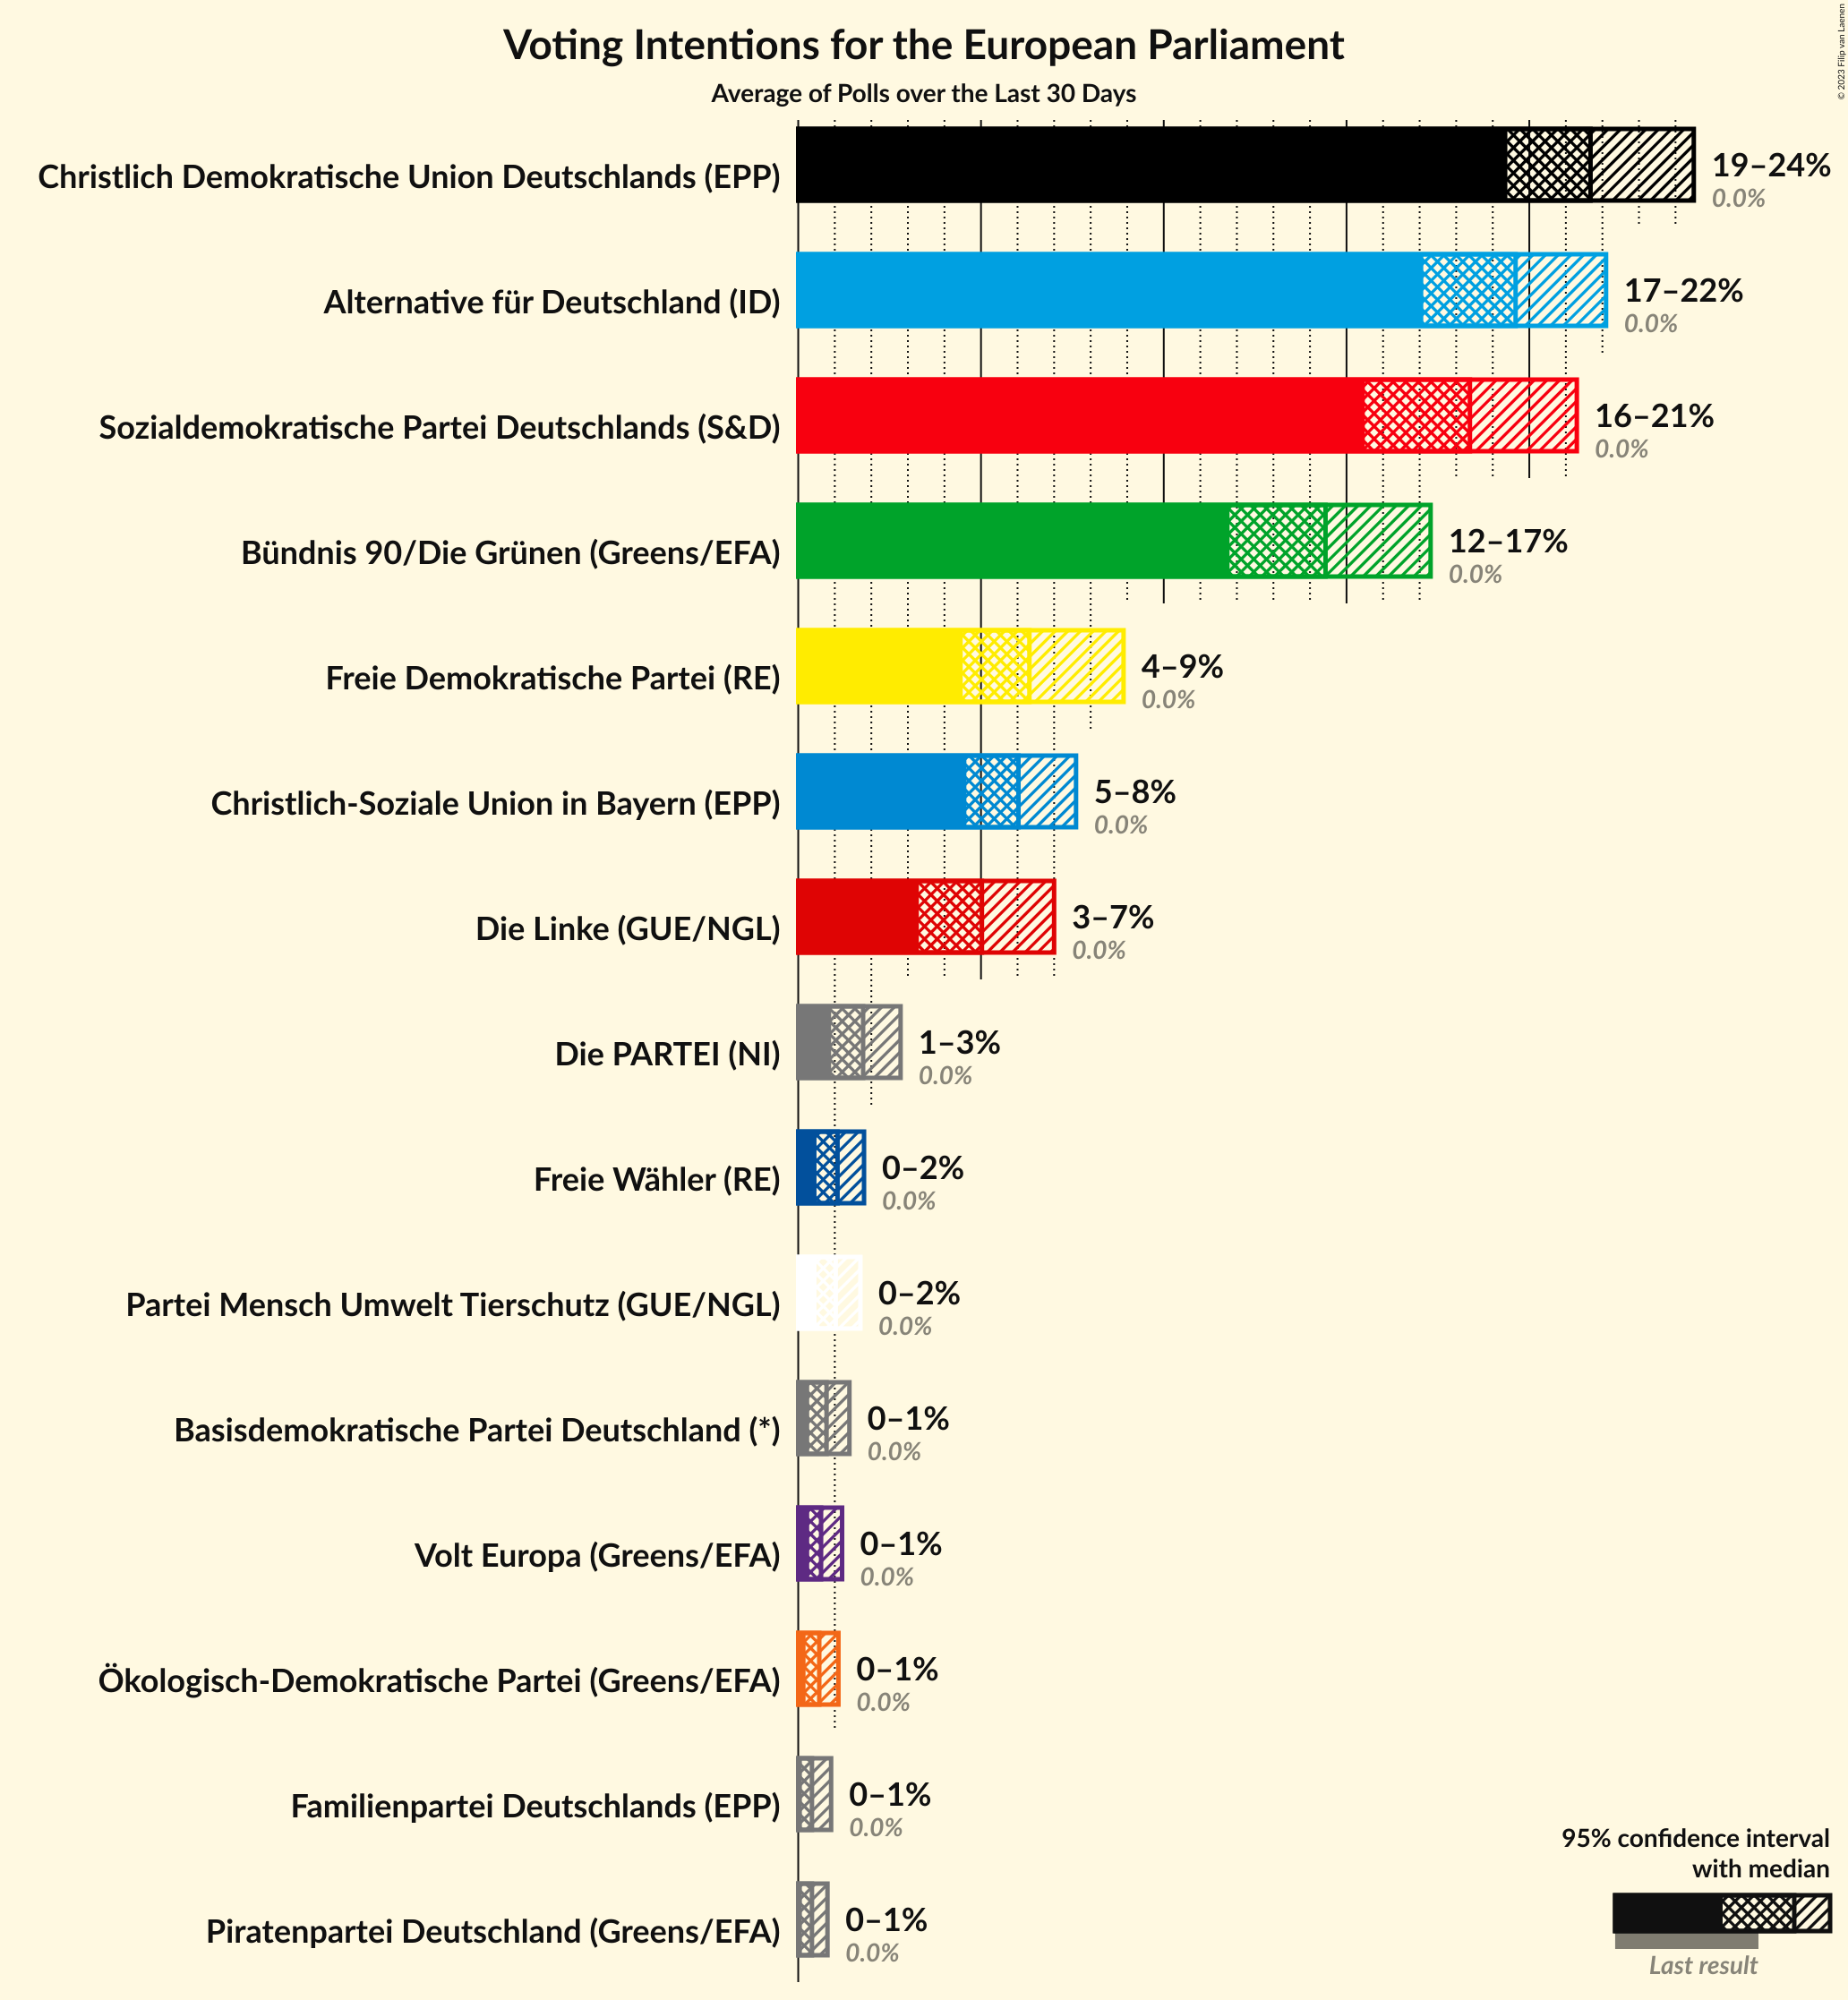 Voting Intentions for the European Parliament
Average of Polls over the Last 30 Days
© 2023 Filip van Laenen
Christlich Demokratische Union Deutschlands (EPP)
19–24%
0.0%
Alternative für Deutschland (ID)
17–22%
0.0%
Sozialdemokratische Partei Deutschlands (S&D)
16–21%
0.0%
Bündnis 90/Die Grünen (Greens/EFA)
12–17%
0.0%
Freie Demokratische Partei (RE)
4–9%
0.0%
Christlich-Soziale Union in Bayern (EPP)
5–8%
0.0%
Die Linke (GUE/NGL)
3–7%
0.0%
Die PARTEI (NI)
1–3%
0.0%
Freie Wähler (RE)
0–2%
0.0%
Partei Mensch Umwelt Tierschutz (GUE/NGL)
0–2%
0.0%
Basisdemokratische Partei Deutschland (*)
0–1%
0.0%
Volt Europa (Greens/EFA)
0–1%
0.0%
Ökologisch-Demokratische Partei (Greens/EFA)
0–1%
0.0%
Familienpartei Deutschlands (EPP)
0–1%
0.0%
Piratenpartei Deutschland (Greens/EFA)
0–1%
0.0%
95% confidence interval
with median
Last result